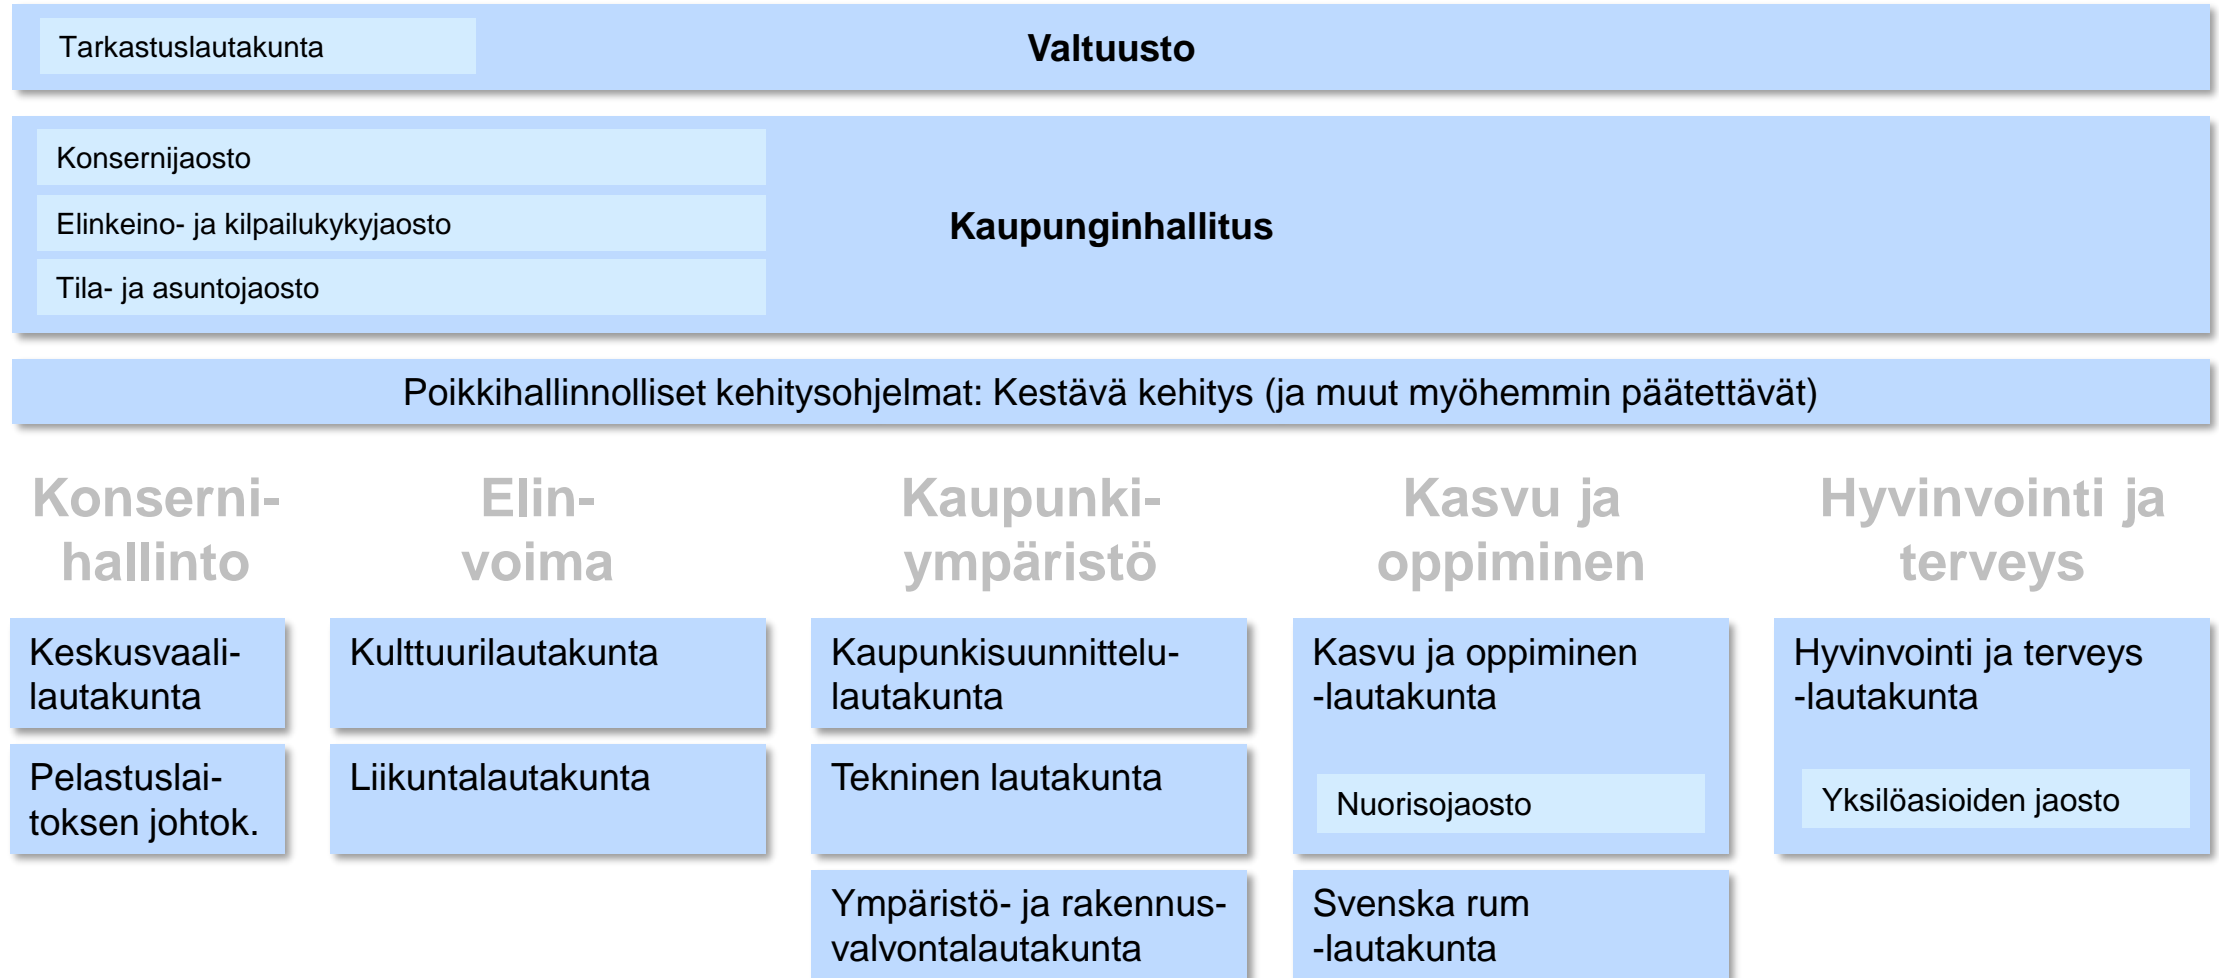 Tarkastuslautakunta
Valtuusto
Konsernijaosto
Elinkeino- ja kilpailukykyjaosto
Tila- ja asuntojaosto
Kaupunginhallitus
Poikkihallinnolliset kehitysohjelmat: Kestävä kehitys (ja muut myöhemmin päätettävät)
Konserni-
hallinto
Keskusvaali-
lautakunta
Pelastuslai-
toksen johtok.
Elin-
voima
Kulttuurilautakunta
Liikuntalautakunta
Kaupunki-
ympäristö
Kaupunkisuunnittelu-
lautakunta
Tekninen lautakunta
Ympäristö- ja rakennus-
valvontalautakunta
Kasvu ja
oppiminen
Kasvu ja oppiminen
-lautakunta
Nuorisojaosto
Svenska rum
-lautakunta
Hyvinvointi ja
terveys
Hyvinvointi ja terveys
-lautakunta
Yksilöasioiden jaosto